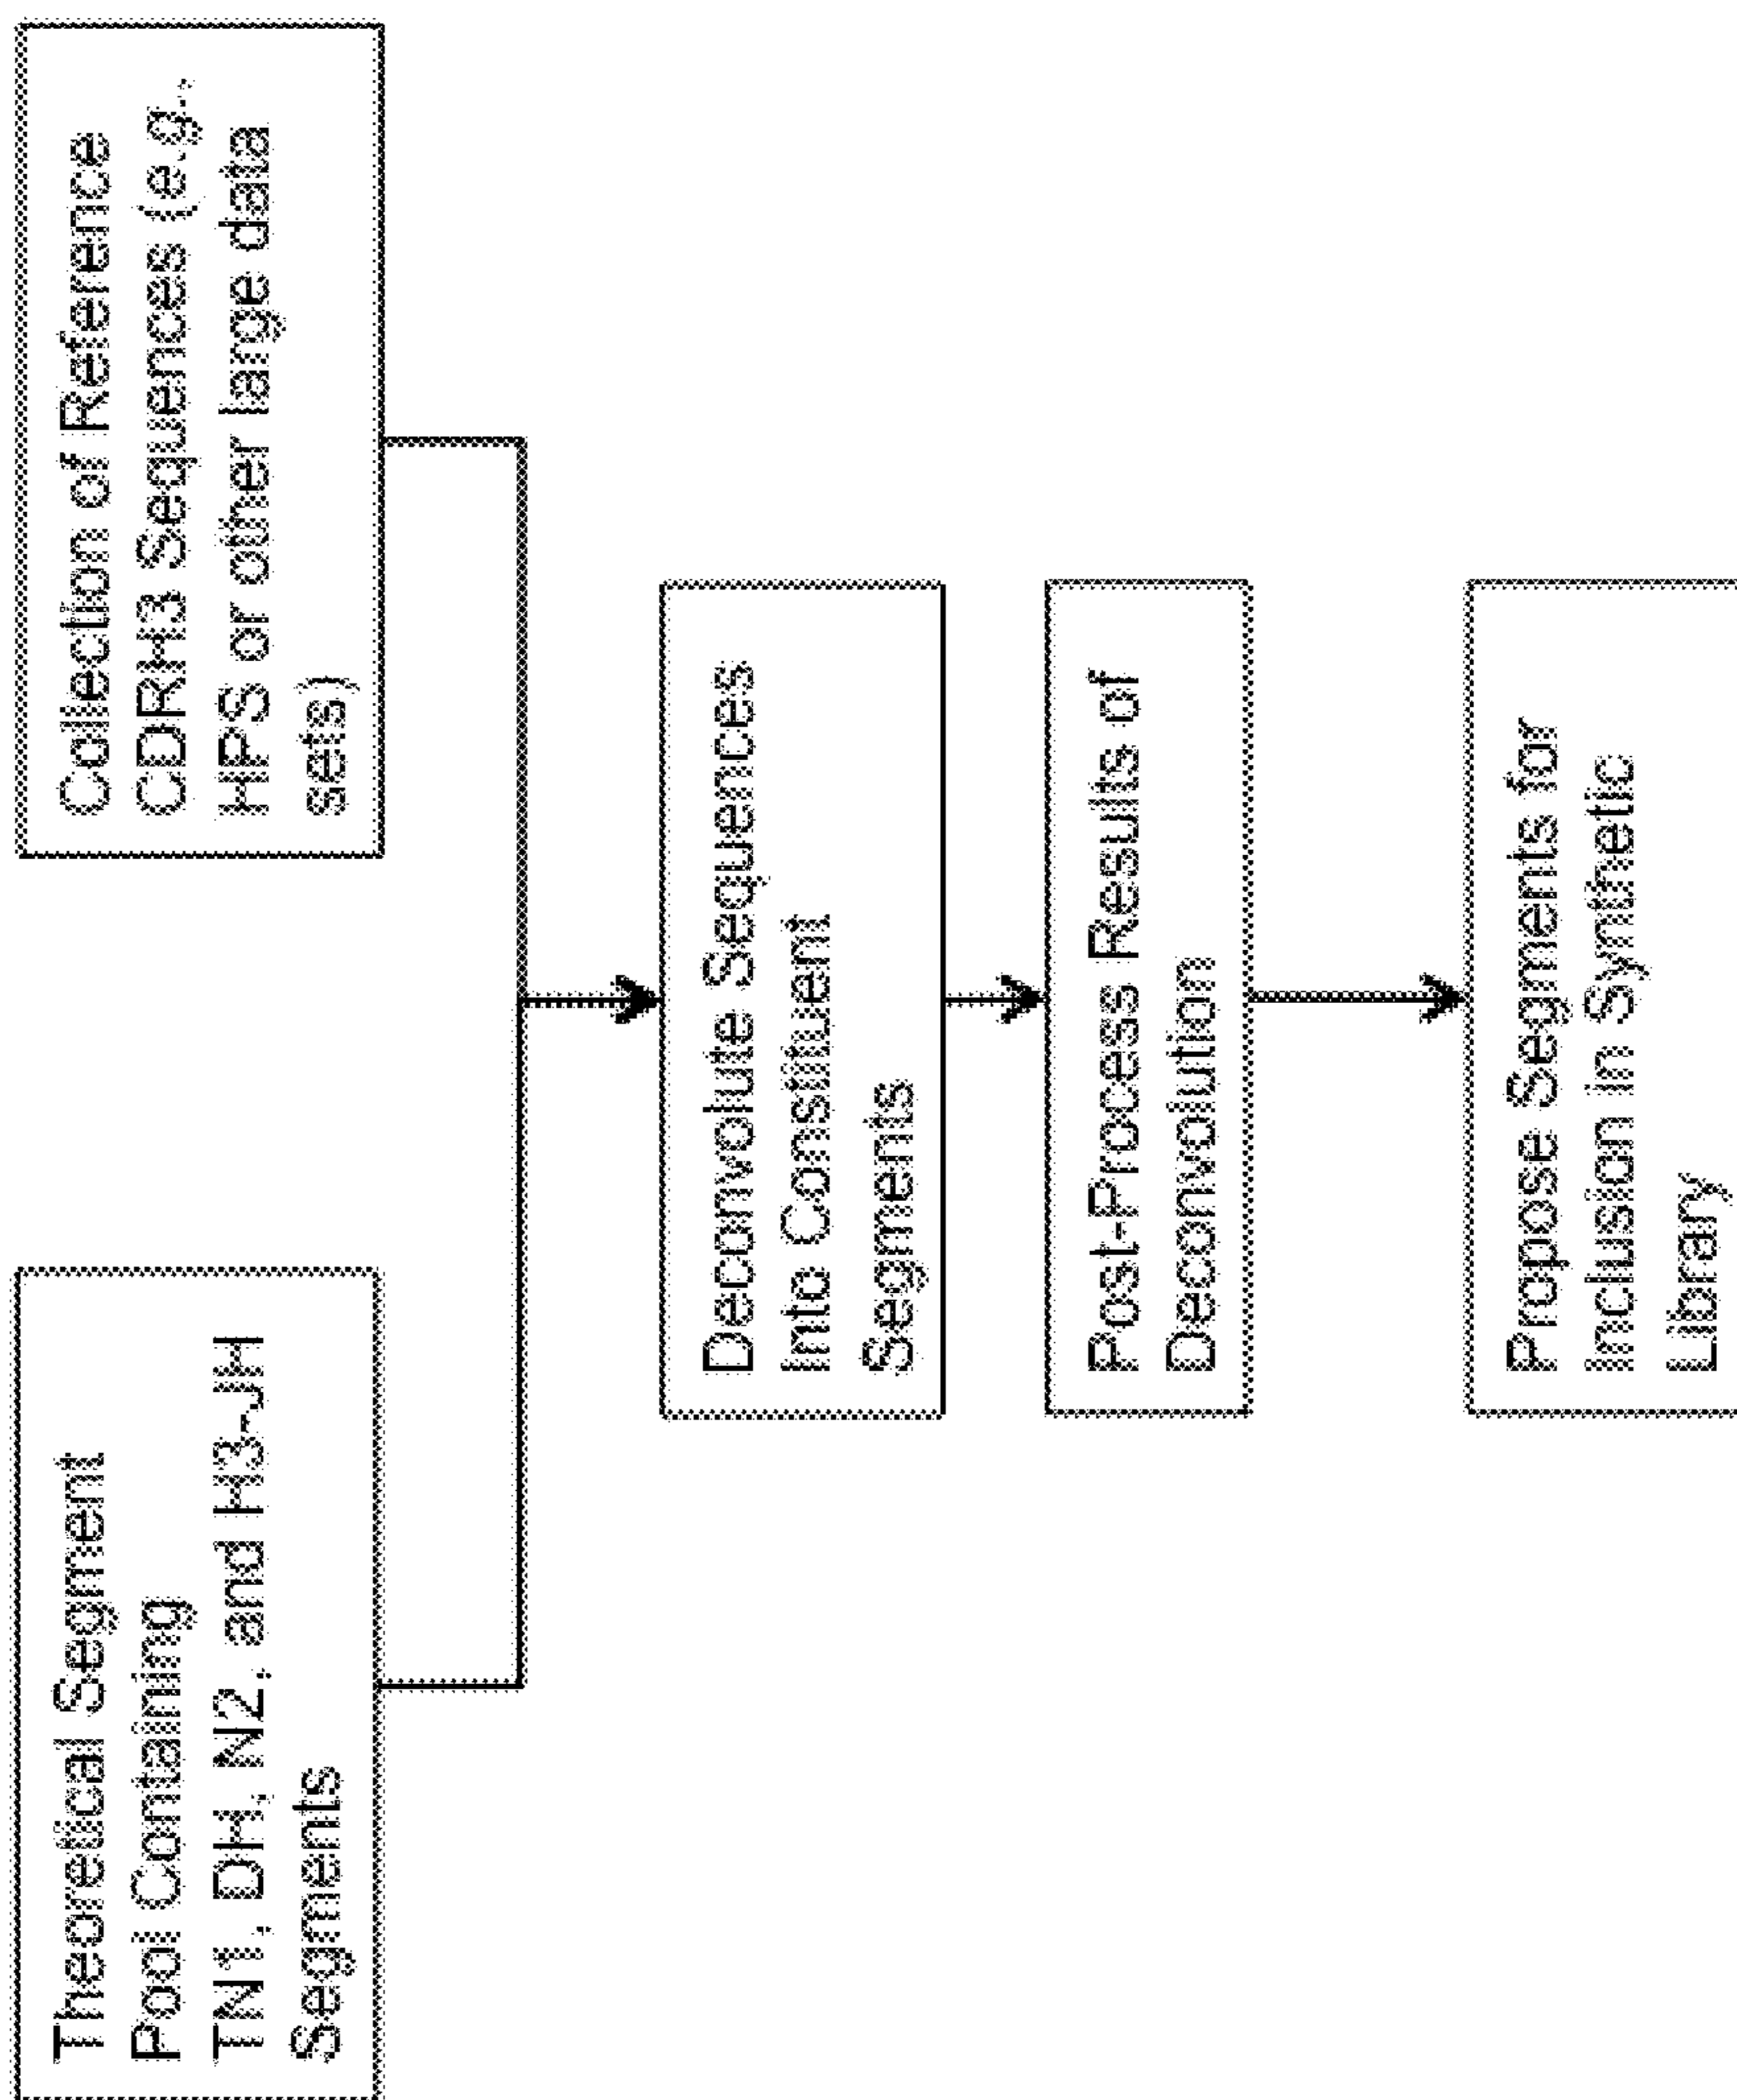 Theoretical Segment
Pool Containing
TN1, DH, N2, and H3-JH
Segments
Collection of Reference
CDRH3 Sequences (e.g.,
HPS or other large data
sets)
Deconvolute Sequences
Into Constituent
Segments
Post-Process Results of
Deconvolution
Propose Segments for
Inclusion in Synthetic
Library